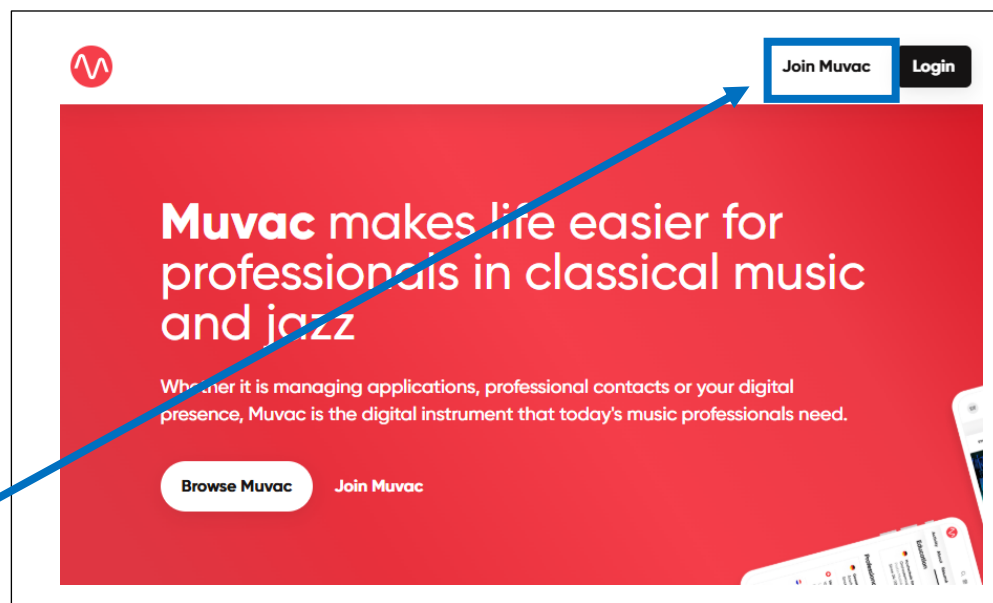 Join Muvac
Login
Muvac makes life easier for
professionals in classical music
and jazz
Whether it is managing applications, professional contacts or your digital
presence, Muvac is the digital instrument that today's music professionals need.
Browse Muvac
Join Muvac
Education